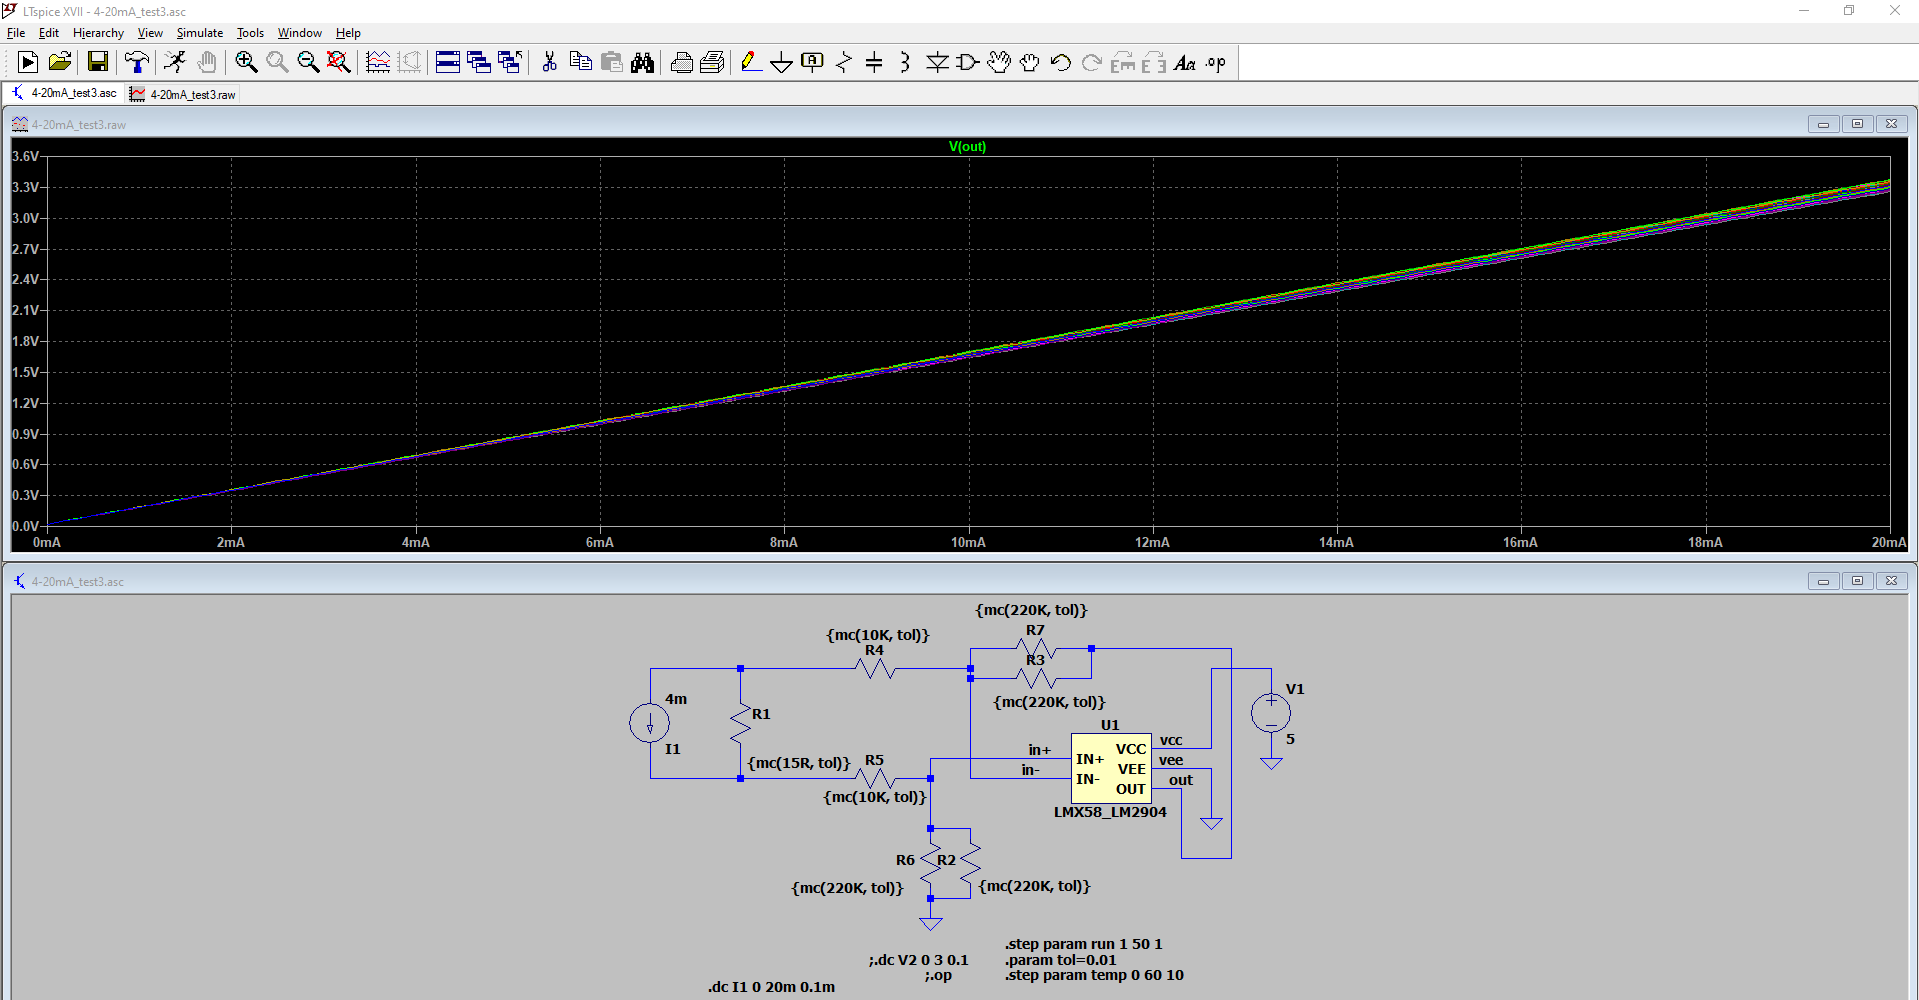 LTspice XVII - 4-20mA_test3.asc
File Edit Hierarchy View Simulate Tools Window Help
4-20mA_test3.asc 4-20mA_test3.raw
4-20mA_test3.raw
V(out)
3.6V
3.3V
3.0V
2.7V
2.4V
2.1V
1.8V
1.5V
1.2V
0.9V
0.6V
0.3V
0.0V
0mA 2mA 4mA 6mA 8mA 10mA 12mA 14mA 16mA 18mA 20mA
4-20mA_test3.asc
{mc(220K, tol)}
R7
{mc(10K, tol)}
R4
R3
{mc(220K, tol)}
4m
I1
R1
{mc(15R, tol)}
R5
{mc(10K, tol)}
in+
in-
U1
IN+
IN-
VCC
VEE
OUT
vcc
vee
out
LMX58_LM2904
V1
5
R6
R2
{mc(220K, tol)}
{mc(220K, tol)}
.step param run 1 50 1
;.dc V2 0 3 0.1
.param tol=0.01
;.op
.step param temp 0 60 10
.dc I1 0 20m 0.1m